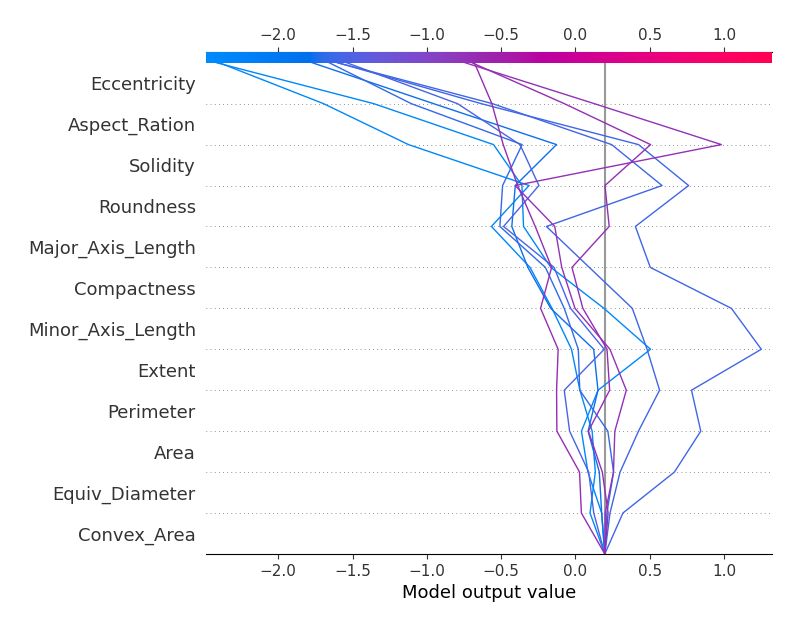 −2.0 −1.5 −1.0 −0.5 0.0 0.5 1.0
Eccentricity
Aspect_Ration
Solidity
Roundness
Major_Axis_Length
Compactness
Minor_Axis_Length
Extent
Perimeter
Area
Equiv_Diameter
Convex_Area
−2.0 −1.5 −1.0 −0.5 0.0 0.5 1.0
Model output value